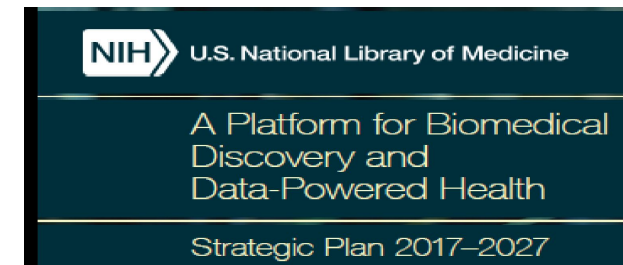 NIH U.S. National Library of Medicine
A Platform for Biomedical
Discovery and
Data-Powered Health
Strategic Plan 2017–2027